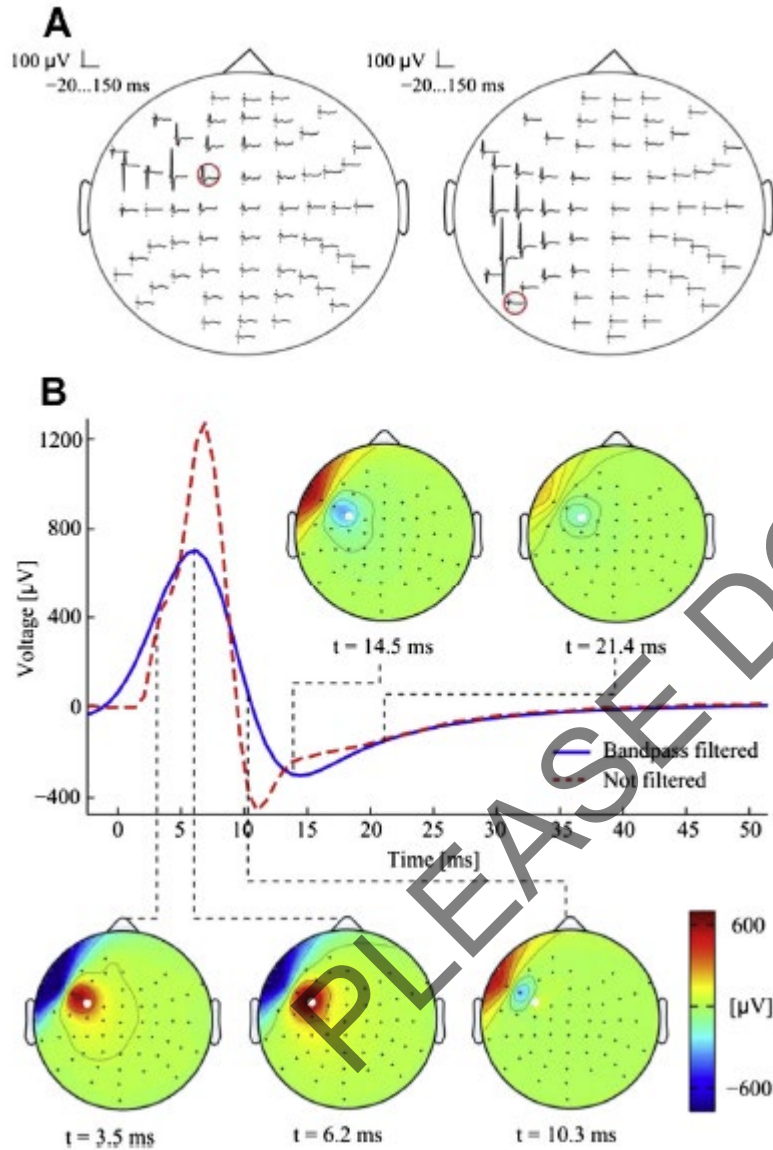 A
100 µV
−20...150 ms
100 µV
−20...150 ms
B
1200
800
400
0
−400
Voltage [µV]
t = 14.5 ms
t = 21.4 ms
Bandpass filtered
Not filtered
0 5 10 15 20 25 30 35 40 45 50
Time [ms]
600
[µV]
−600
t = 3.5 ms
t = 6.2 ms
t = 10.3 ms
PLEASE DO